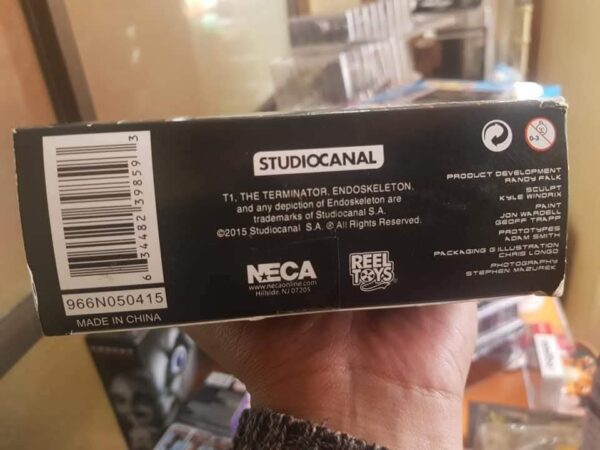 6 34482 39859 3
966N050415
MADE IN CHINA
STUDIOCANAL
T1, THE TERMINATOR, ENDOSKELETON,
and any depiction of Endoskeleton are
trademarks of Studiocanal S.A.
©2015 Studiocanal S.A. ® All Rights Reserved.
NECA
www.necaonline.com
Hillside, NJ 07205
REEL
TOYS
0-3
PRODUCT DEVELOPMENT
RANDY FALK
SCULPT
KYLE WINDRIX
PAINT
JON WARDELL
GEOFF TRAPP
PROTOTYPES
ADAM SMITH
PACKAGING & ILLUSTRATION
CHRIS LONGO
PHOTOGRAPHY
STEPHEN MAZUREK